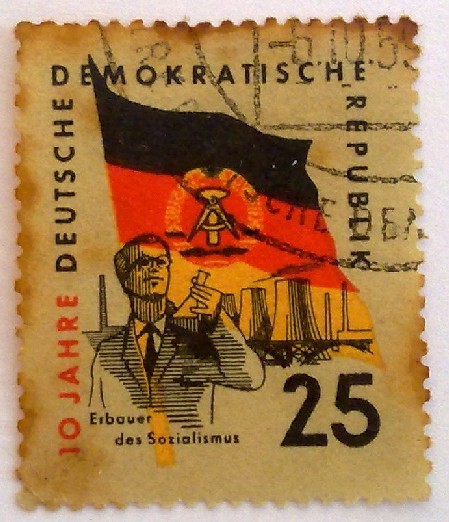 10 JAHRE DEUTSCHE
DEMOKRATISCHE
REPUBLIK
Erbauer
des Sozialismus
25